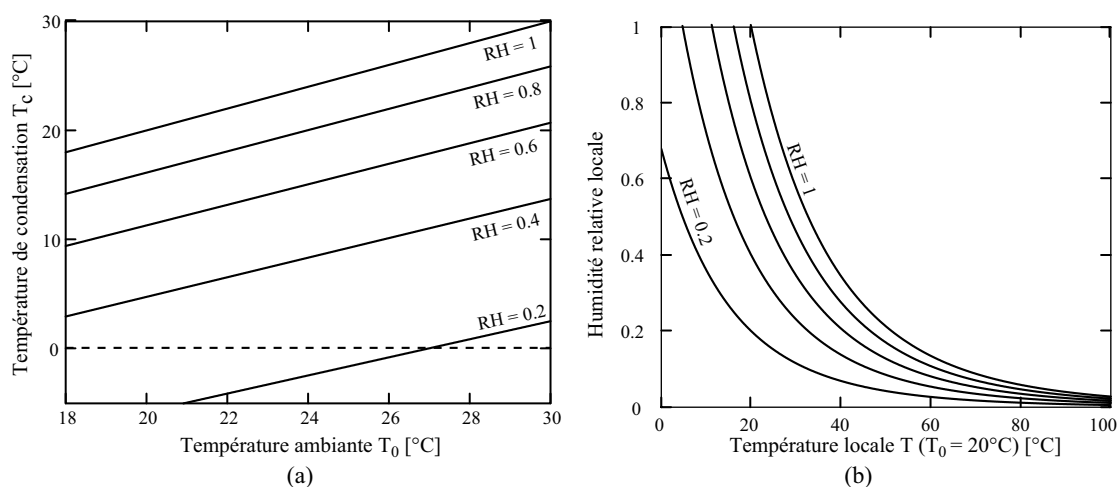 30
20
10
0
18
20
22
24
26
28
30
Température de condensation Tc [°C]
RH = 1
RH = 0.8
RH = 0.6
RH = 0.4
RH = 0.2
Température ambiante T0 [°C]
(a)
1
0.8
0.6
0.4
0.2
0
0
20
40
60
80
100
Humidité relative locale
RH = 0.2
RH = 1
Température locale T (T0 = 20°C) [°C]
(b)